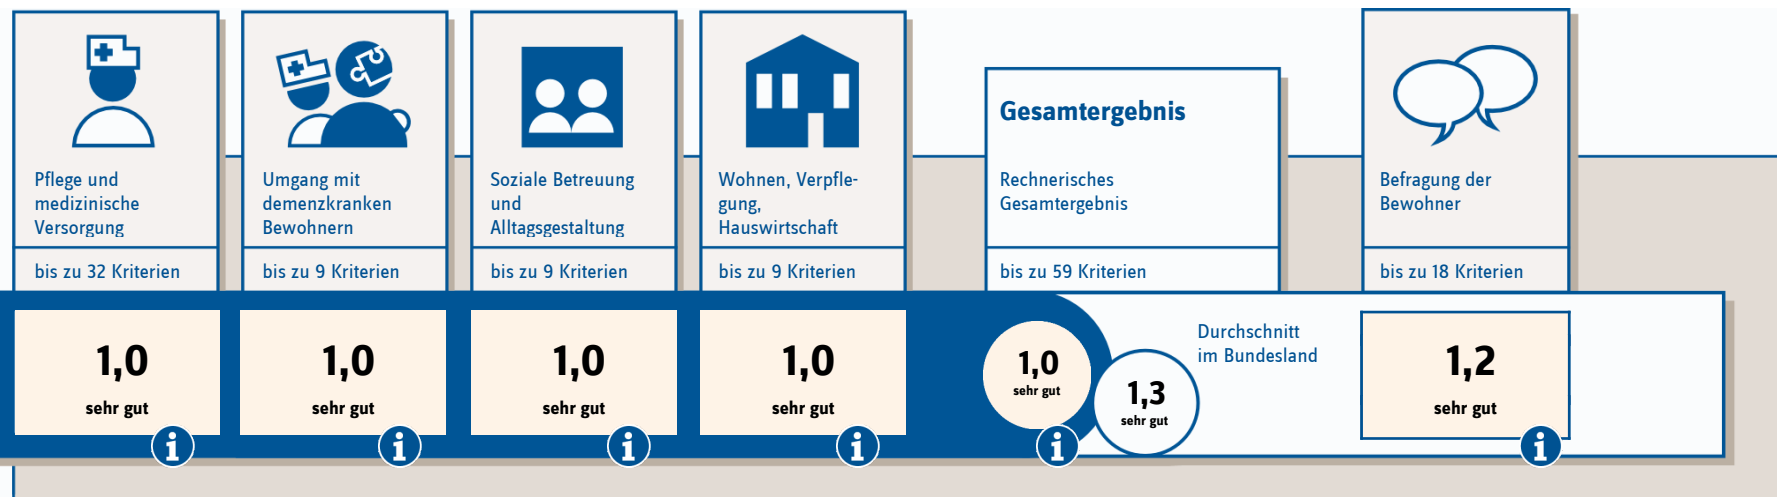 Pflege und
medizinische
Versorgung
bis zu 32 Kriterien
1,0
sehr gut
Umgang mit
demenzkranken
Bewohnern
bis zu 9 Kriterien
1,0
sehr gut
Soziale Betreuung
und
Alltagsgestaltung
bis zu 9 Kriterien
1,0
sehr gut
Wohnen, Verpfle-
gung,
Hauswirtschaft
bis zu 9 Kriterien
1,0
sehr gut
Gesamtergebnis
Rechnerisches
Gesamtergebnis
bis zu 59 Kriterien
1,0
sehr gut
1,3
sehr gut
Durchschnitt
im Bundesland
Befragung der
Bewohner
bis zu 18 Kriterien
1,2
sehr gut